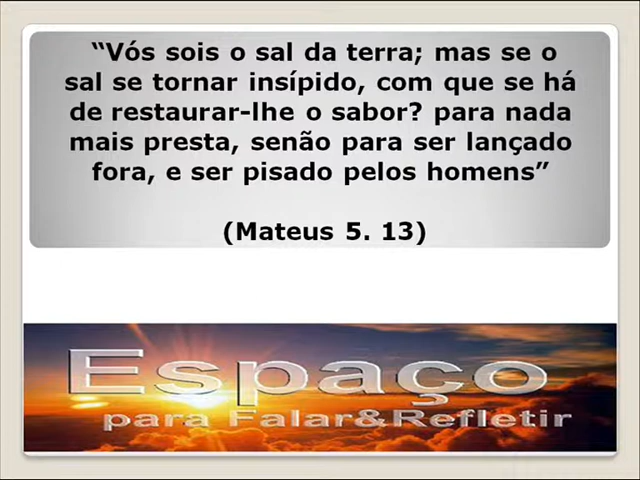 “Vós sois o sal da terra; mas se o
sal se tornar insípido, com que se há
de restaurar-lhe o sabor? para nada
mais presta, senão para ser lançado
fora, e ser pisado pelos homens”
(Mateus 5. 13)
Espaço
para Falar&Refletir